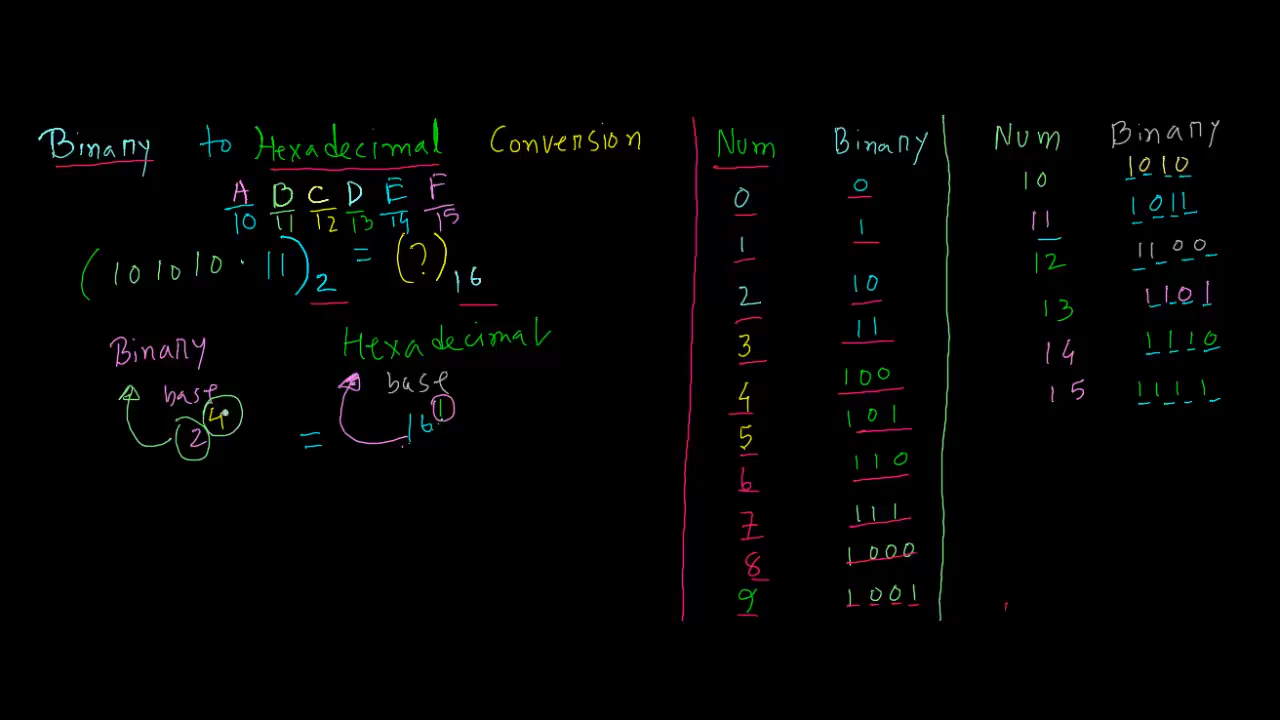 Binary to Hexadecimal Conversion
A B C D E F
10 11 12 13 14 15
(101010.11)2 = (?)16
Binary Hexadecimal
base base
2^4 = 16^1
Num Binary
0 0
1 1
2 10
3 11
4 100
5 101
6 110
7 111
8 1000
9 1001
Num Binary
10 1010
11 1011
12 1100
13 1101
14 1110
15 1111